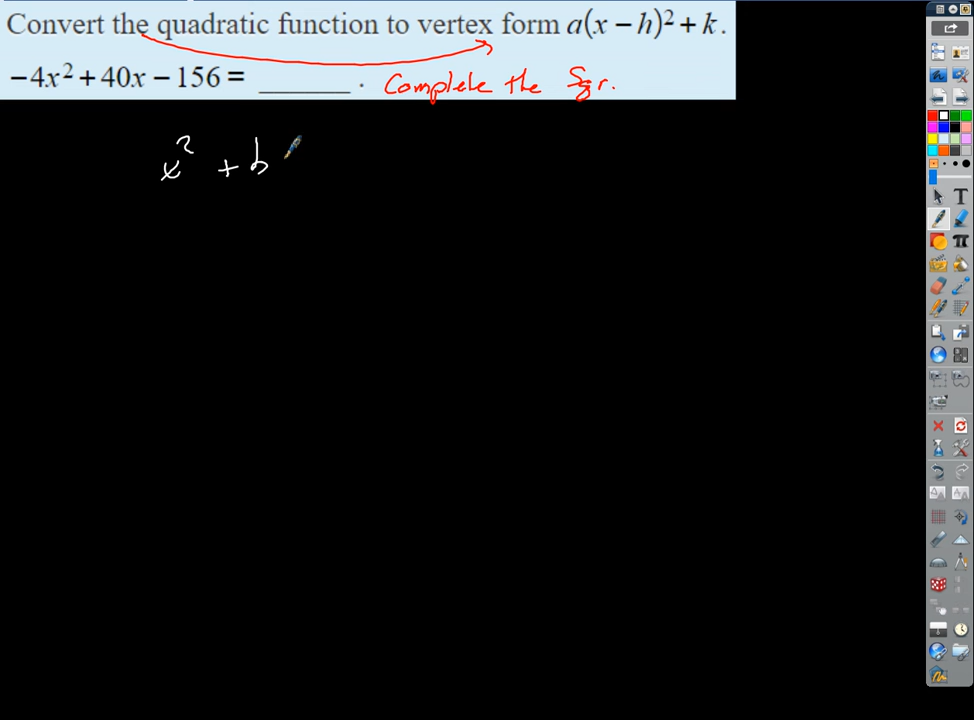 Convert the quadratic function to vertex form a(x − h)² + k.
−4x² + 40x − 156 = _______ . Complete the Sqr.
x² + b